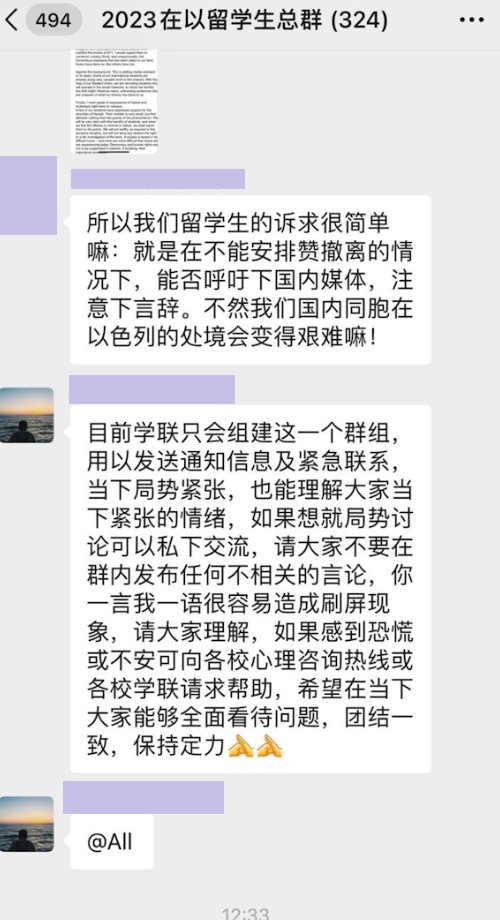 494
2023在以留学生总群 (324)
所以我们留学生的诉求很简单
嘛：就是在不能安排赞撤离的情
况下，能否呼吁下国内媒体，注
意下言辞。不然我们国内同胞在
以色列的处境会变得艰难嘛！
目前学联只会组建这一个群组，
用以发送通知信息及紧急联系，
当下局势紧张，也能理解大家当
下紧张的情绪，如果想就局势讨
论可以私下交流，请大家不要在
群内发布任何不相关的言论，你
一言我一语很容易造成刷屏现
象，请大家理解，如果感到恐慌
或不安可向各校心理咨询热线或
各校学联请求帮助，希望在当下
大家能够全面看待问题，团结一
致，保持定力
@All
12:33